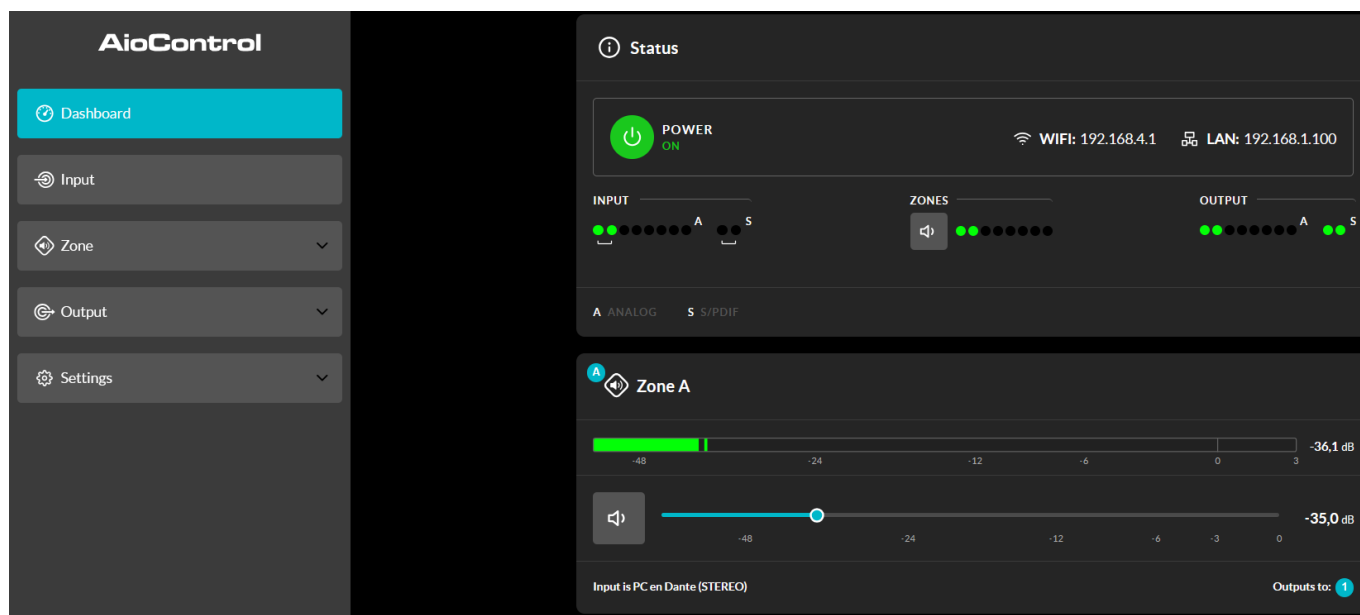 AioControl
Dashboard
Input
Zone
Output
Settings
Status
POWER
ON
WIFI: 192.168.4.1
LAN: 192.168.1.100
INPUT
A
S
ZONES
OUTPUT
A
S
A ANALOG S S/PDIF
A
Zone A
-36,1 dB
-48 -24 -12 -6 0 3
-35,0 dB
-48 -24 -12 -6 -3 0
Input is PC en Dante (STEREO)
Outputs to: 1